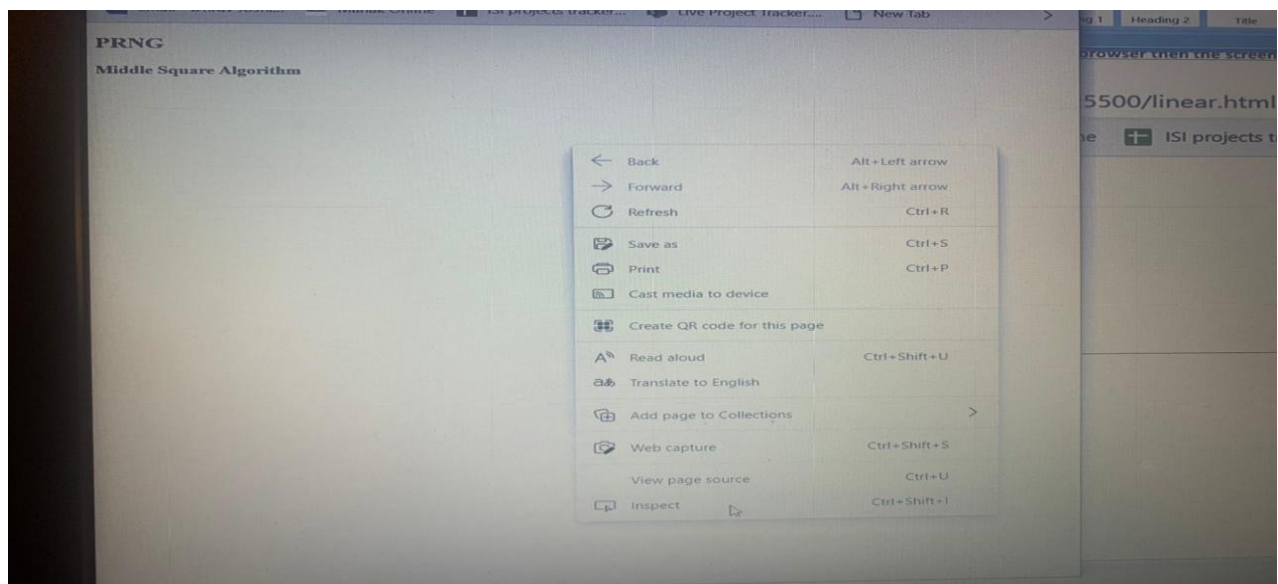 ISI projects tracker...
Live Project Tracker....
New Tab
PRNG
Middle Square Algorithm
Back Alt+Left arrow
Forward Alt+Right arrow
Refresh Ctrl+R
Save as Ctrl+S
Print Ctrl+P
Cast media to device
Create QR code for this page
Read aloud Ctrl+Shift+U
Translate to English
Add page to Collections
Web capture Ctrl+Shift+S
View page source Ctrl+U
Inspect Ctrl+Shift+I
Heading 2
Title
browser then the screen
5500/linear.html
ISI projects t